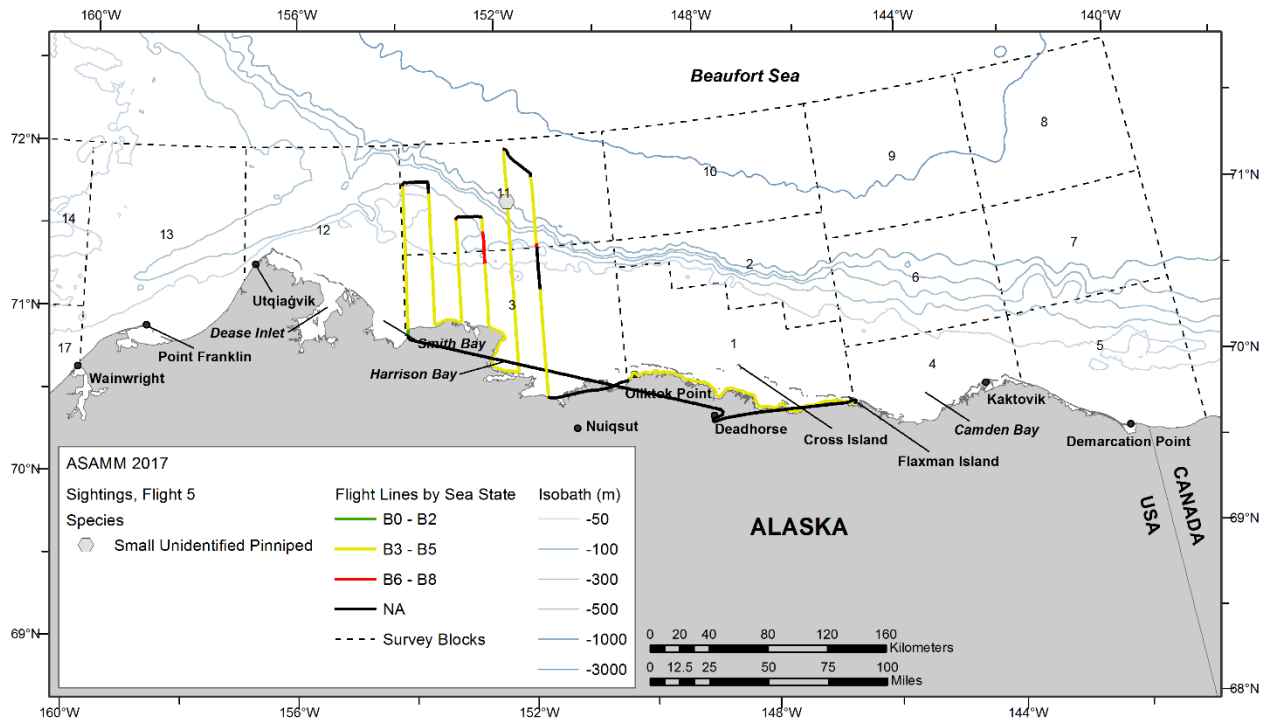 160°W 156°W 152°W 148°W 144°W 140°W
Beaufort Sea
72°N
71°N
70°N
69°N
72°N
71°N
70°N
69°N
68°N
8
9
10
11
14
13
12
7
2
6
3
17
1
5
4
Utqiaġvik
Dease Inlet
Point Franklin
Wainwright
Smith Bay
Harrison Bay
Oliktok Point
Nuiqsut
Deadhorse
Cross Island
Flaxman Island
Camden Bay
Kaktovik
Demarcation Point
CANADA
USA
ALASKA
ASAMM 2017
Sightings, Flight 5
Species
Small Unidentified Pinniped
Flight Lines by Sea State
B0 - B2
B3 - B5
B6 - B8
NA
Survey Blocks
Isobath (m)
-50
-100
-300
-500
-1000
-3000
0 20 40 80 120 160
Kilometers
0 12.5 25 50 75 100
Miles
160°W 156°W 152°W 148°W 144°W